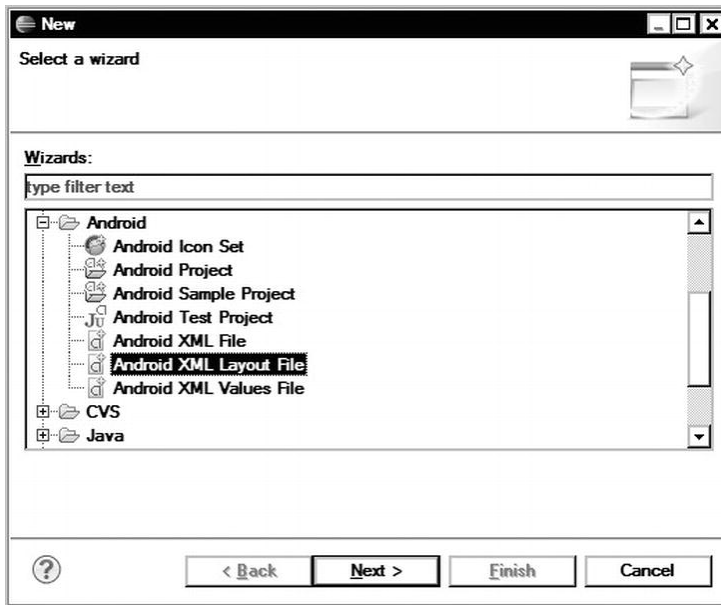 New
Select a wizard
Wizards:
type filter text
Android
Android Icon Set
Android Project
Android Sample Project
Ju Android Test Project
Android XML File
Android XML Layout File
Android XML Values File
CVS
Java
< Back Next > Finish Cancel